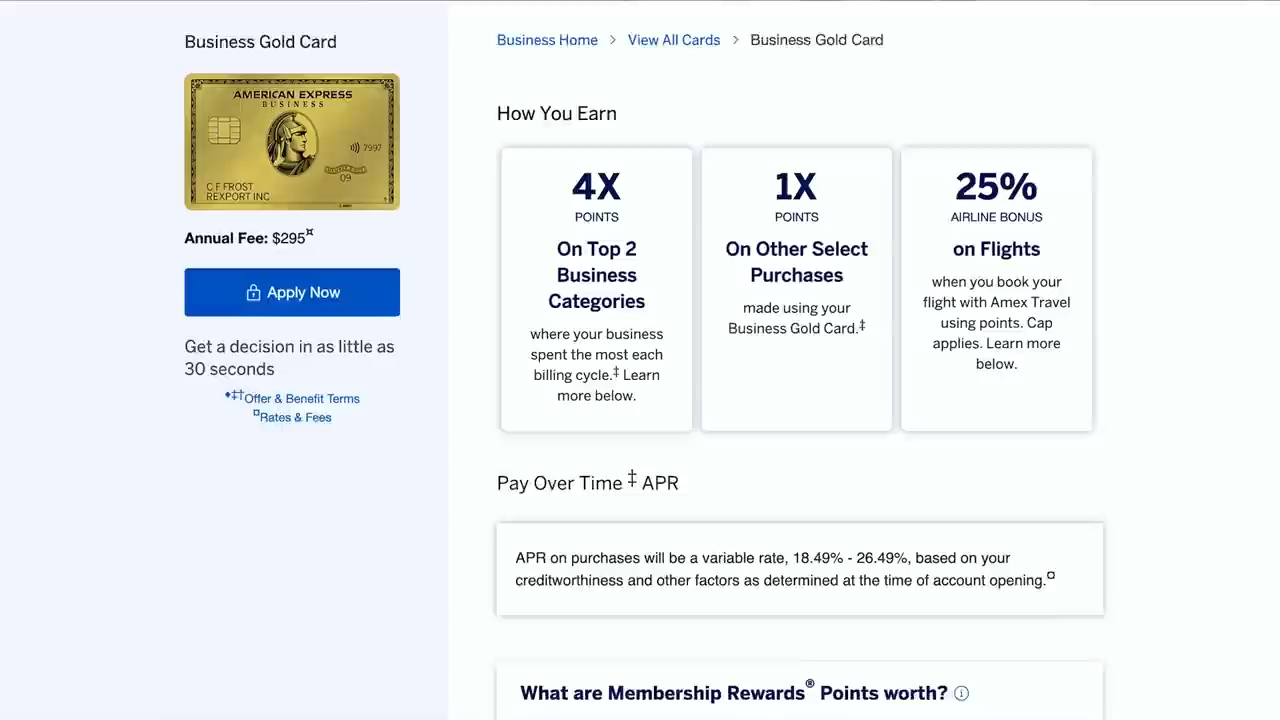 Business Gold Card
AMERICAN EXPRESS
BUSINESS
7997
09
C F FROST
REXPORT INC
Annual Fee: $295¤
Apply Now
Get a decision in as little as
30 seconds
♦‡†Offer & Benefit Terms
¤Rates & Fees
Business Home > View All Cards > Business Gold Card
How You Earn
4X
POINTS
On Top 2
Business
Categories
where your business
spent the most each
billing cycle.‡ Learn
more below.
1X
POINTS
On Other Select
Purchases
made using your
Business Gold Card.‡
25%
AIRLINE BONUS
on Flights
when you book your
flight with Amex Travel
using points. Cap
applies. Learn more
below.
Pay Over Time ‡ APR
APR on purchases will be a variable rate, 18.49% - 26.49%, based on your
creditworthiness and other factors as determined at the time of account opening.¤
What are Membership Rewards® Points worth?